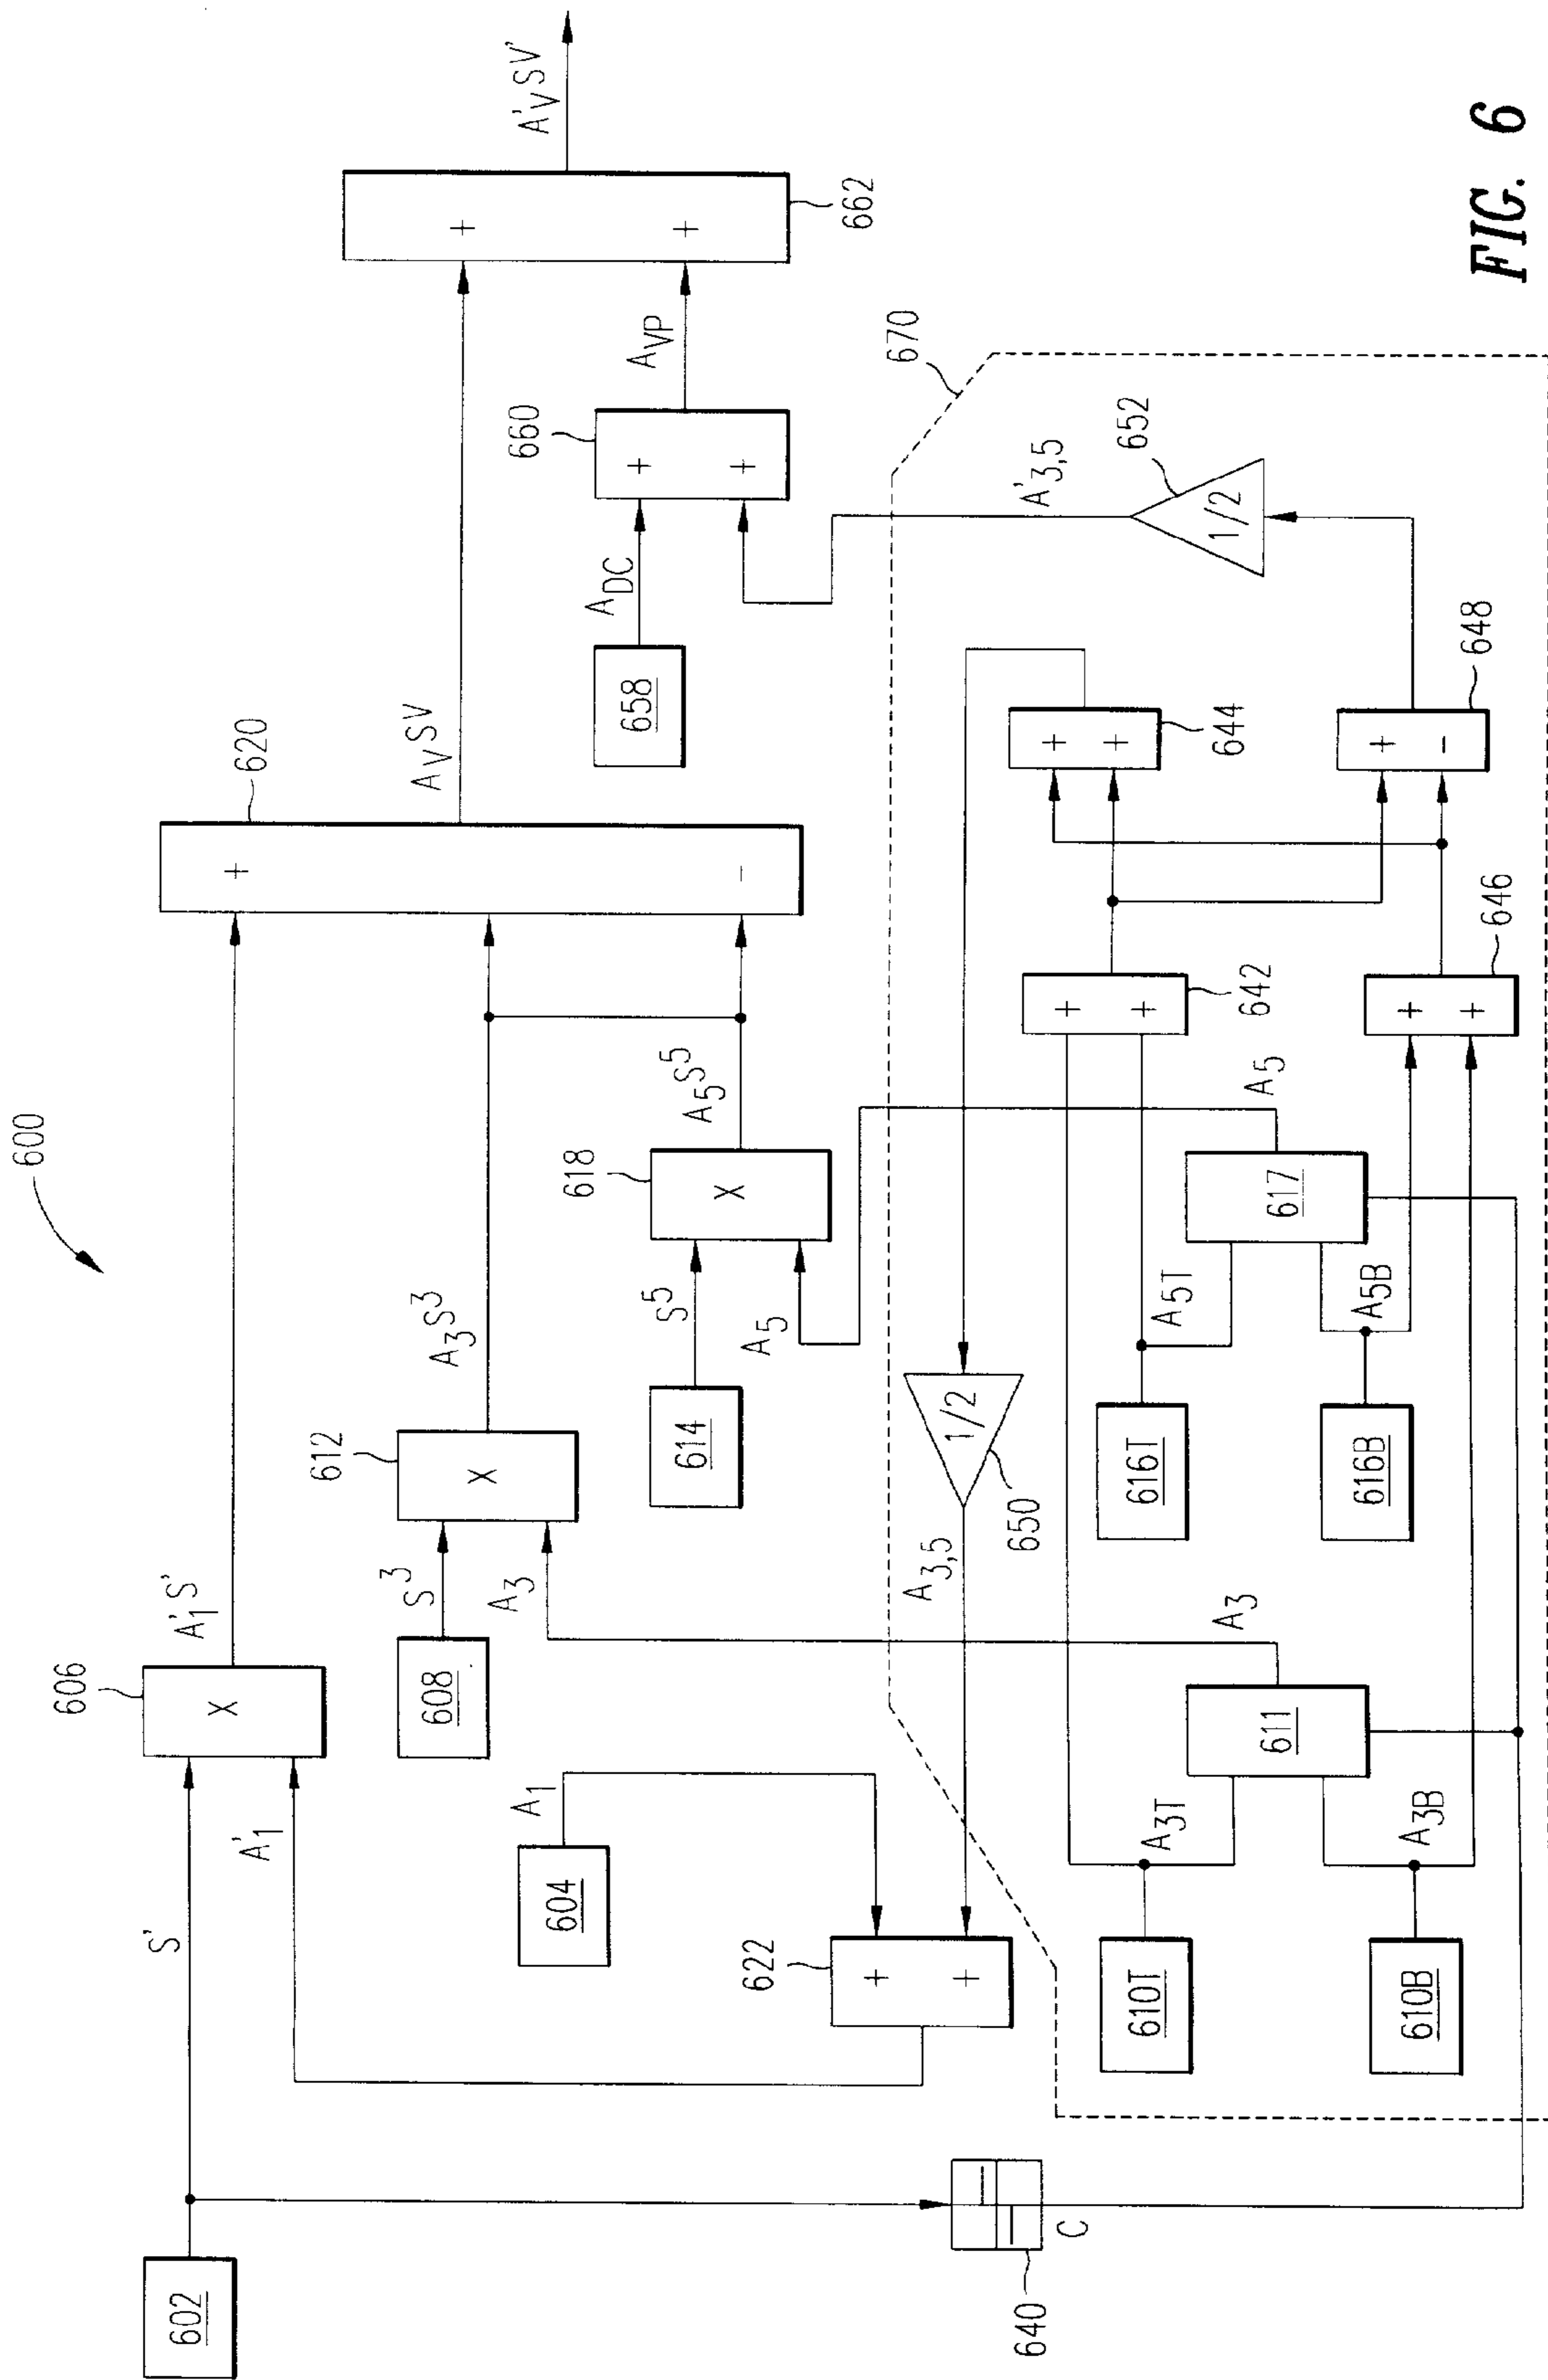 600
602
S'
606
X
A'₁S'
A'₁
604
A₁
622
+
+
608
S³
A₃
612
X
A₃S³
614
S⁵
A₅
618
X
A₅S⁵
620
+
-
AᵥSV
658
A_DC
660
+
+
A_VP
662
+
+
A'ᵥSV'
640
C
670
A₃,₅
1/2
650
610T
A₃T
610B
A₃B
611
A₃
616T
A₅T
616B
A₅B
617
A₅
642
+
+
646
+
+
644
+
+
648
+
-
1/2
652
A'₃,₅
FIG. 6